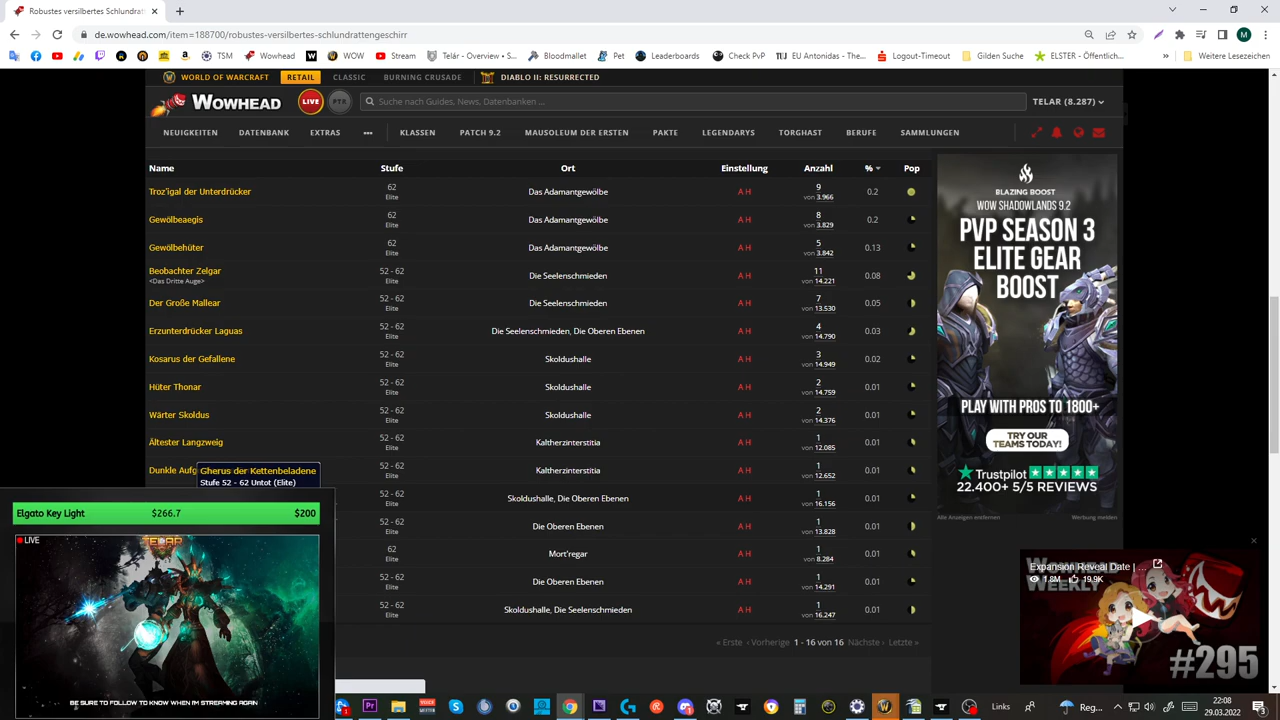 Robustes versilbertes Schlundrat
de.wowhead.com/item=188700/robustes-versilbertes-schlundrattengeschirr
TSM Wowhead WOW Stream Telár - Overview - S... Bloodmallet Pet Leaderboards Check PvP EU Antonidas - The... Logout-Timeout Gilden Suche ELSTER - Öffentlich... » Weitere Lesezeichen
WORLD OF WARCRAFT RETAIL CLASSIC BURNING CRUSADE DIABLO II: RESURRECTED
WOWHEAD LIVE PTR Suche nach Guides, News, Datenbanken ... TELAR (8.287)
NEUIGKEITEN DATENBANK EXTRAS ••• KLASSEN PATCH 9.2 MAUSOLEUM DER ERSTEN PAKTE LEGENDARYS TORGHAST BERUFE SAMMLUNGEN
Name Stufe Ort Einstellung Anzahl % Pop
Troz'igal der Unterdrücker 62 Elite Das Adamantgewölbe A H 9 von 3.966 0.2
Gewölbeaegis 62 Elite Das Adamantgewölbe A H 8 von 3.829 0.2
Gewölbehüter 62 Elite Das Adamantgewölbe A H 5 von 3.842 0.13
Beobachter Zelgar <Das Dritte Auge> 52 - 62 Elite Die Seelenschmieden A H 11 von 14.221 0.08
Der Große Mallear 52 - 62 Elite Die Seelenschmieden A H 7 von 13.530 0.05
Erzunterdrücker Laguas 52 - 62 Elite Die Seelenschmieden, Die Oberen Ebenen A H 4 von 14.790 0.03
Kosarus der Gefallene 52 - 62 Elite Skoldushalle A H 3 von 14.949 0.02
Hüter Thonar 52 - 62 Elite Skoldushalle A H 2 von 14.759 0.01
Wärter Skoldus 52 - 62 Elite Skoldushalle A H 2 von 14.376 0.01
Ältester Langzweig 52 - 62 Elite Kaltherzinterstitia A H 1 von 12.085 0.01
Dunkle Aufg 52 - 62 Elite Kaltherzinterstitia A H 1 von 12.652 0.01
Gherus der Kettenbeladene
Stufe 52 - 62 Untot (Elite)
52 - 62 Elite Skoldushalle, Die Oberen Ebenen A H 1 von 16.156 0.01
52 - 62 Elite Die Oberen Ebenen A H 1 von 13.828 0.01
62 Elite Mort'regar A H 1 von 8.284 0.01
52 - 62 Elite Die Oberen Ebenen A H 1 von 14.291 0.01
52 - 62 Elite Skoldushalle, Die Seelenschmieden A H 1 von 16.247 0.01
« Erste ‹ Vorherige 1 - 16 von 16 Nächste › Letzte »
BLAZING BOOST
WOW SHADOWLANDS 9.2
PVP SEASON 3
ELITE GEAR
BOOST
PLAY WITH PROS TO 1800+
TRY OUR
TEAMS TODAY!
Trustpilot
22.400+ 5/5 REVIEWS
Alle Anzeigen entfernen Werbung melden
Expansion Reveal Date | ...
1.8M 19.1K
WEEKLY
#295
Elgato Key Light $266.7 $200
LIVE
TELAR
BE SURE TO FOLLOW TO KNOW WHEN I'M STREAMING AGAIN
Links Reg... 22:08
29.03.2022